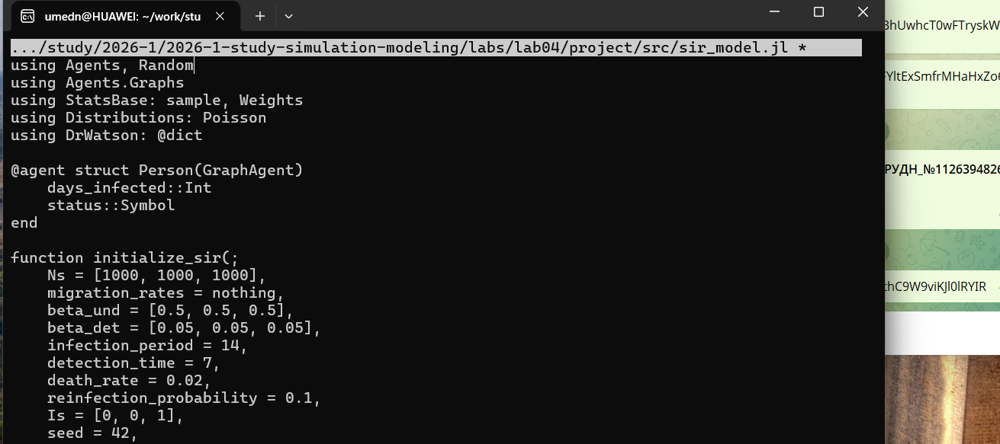 umedn@HUAWEI: ~/work/stu
.../study/2026-1/2026-1-study-simulation-modeling/labs/lab04/project/src/sir_model.jl *
using Agents, Random
using Agents.Graphs
using StatsBase: sample, Weights
using Distributions: Poisson
using DrWatson: @dict
@agent struct Person(GraphAgent)
    days_infected::Int
    status::Symbol
end
function initialize_sir(;
    Ns = [1000, 1000, 1000],
    migration_rates = nothing,
    beta_und = [0.5, 0.5, 0.5],
    beta_det = [0.05, 0.05, 0.05],
    infection_period = 14,
    detection_time = 7,
    death_rate = 0.02,
    reinfection_probability = 0.1,
    Is = [0, 0, 1],
    seed = 42,
3hUwhcT0wFTryskW
YltExSmfrMHaHxZo6
РУДН_№1126394826
thC9W9viKJl0lRYIR